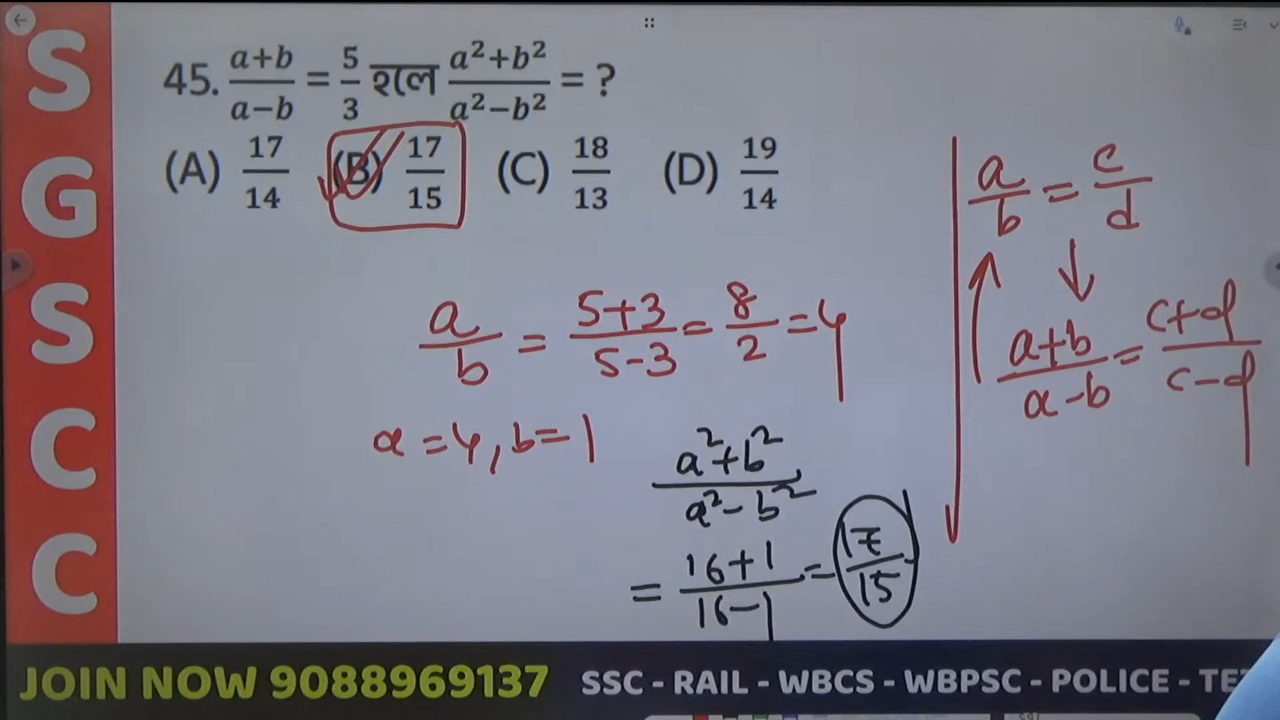 S
G
S
C
C
45. (a+b)/(a−b) = 5/3 হলে (a²+b²)/(a²−b²) = ?
(A) 17/14 (B) 17/15 (C) 18/13 (D) 19/14
a/b = c/d
(a+b)/(a-b) = (c+d)/(c-d)
a/b = (5+3)/(5-3) = 8/2 = 4
a = 4, b = 1
(a²+b²)/(a²-b²)
= (16+1)/(16-1) = 17/15
JOIN NOW 9088969137
SSC - RAIL - WBCS - WBPSC - POLICE - TE